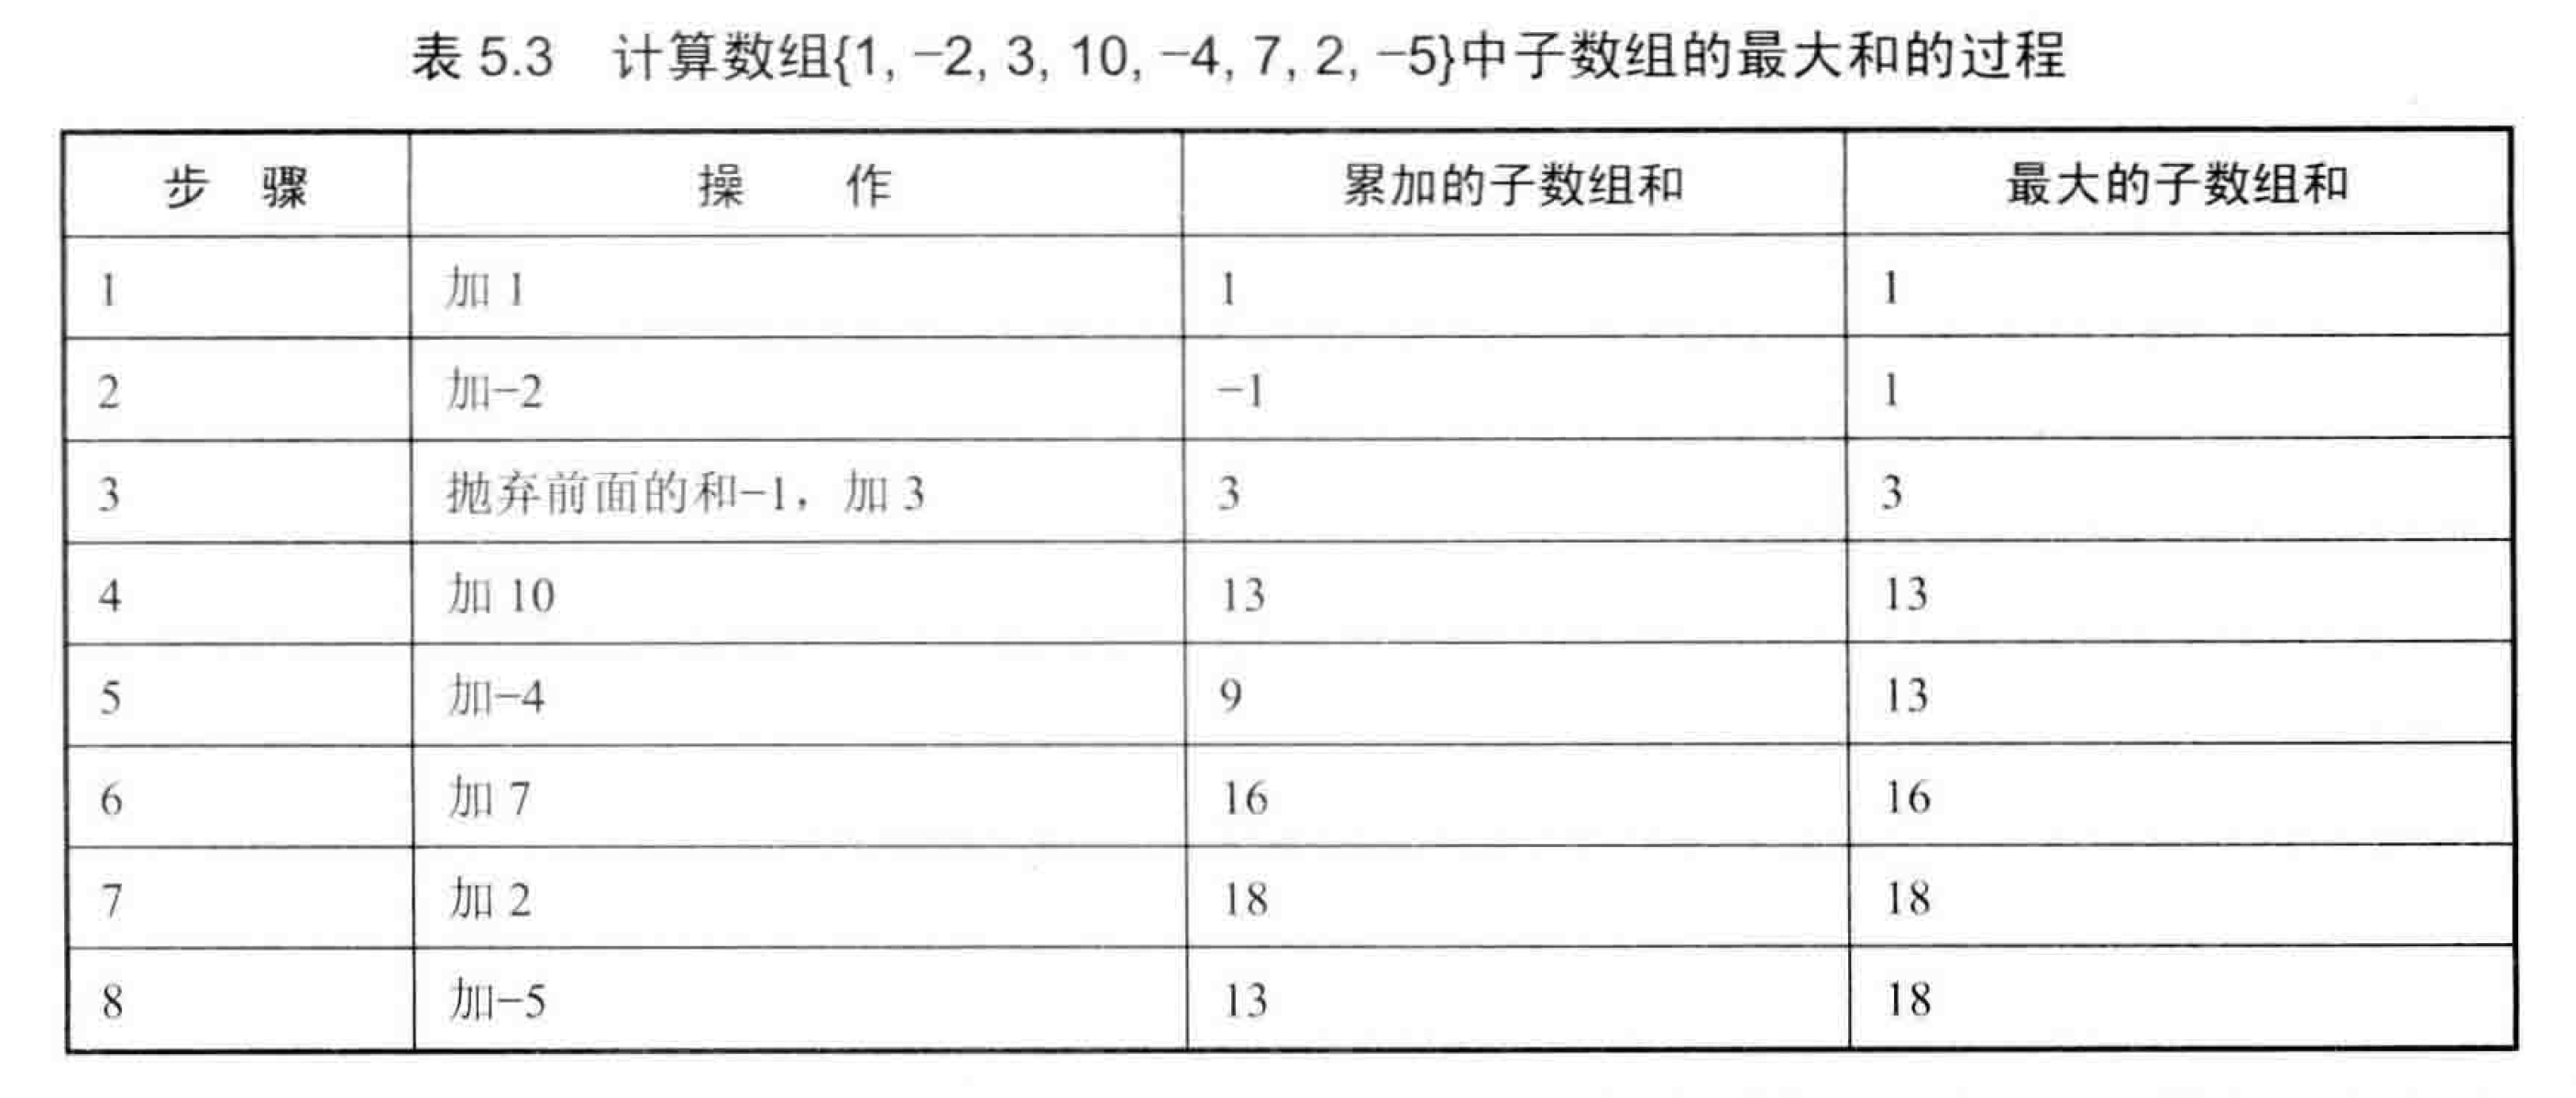 表 5.3 计算数组{1, −2, 3, 10, −4, 7, 2, −5}中子数组的最大和的过程
步 骤 操 作 累加的子数组和 最大的子数组和
1 加 1 1 1
2 加−2 −1 1
3 抛弃前面的和−1，加 3 3 3
4 加 10 13 13
5 加−4 9 13
6 加 7 16 16
7 加 2 18 18
8 加−5 13 18